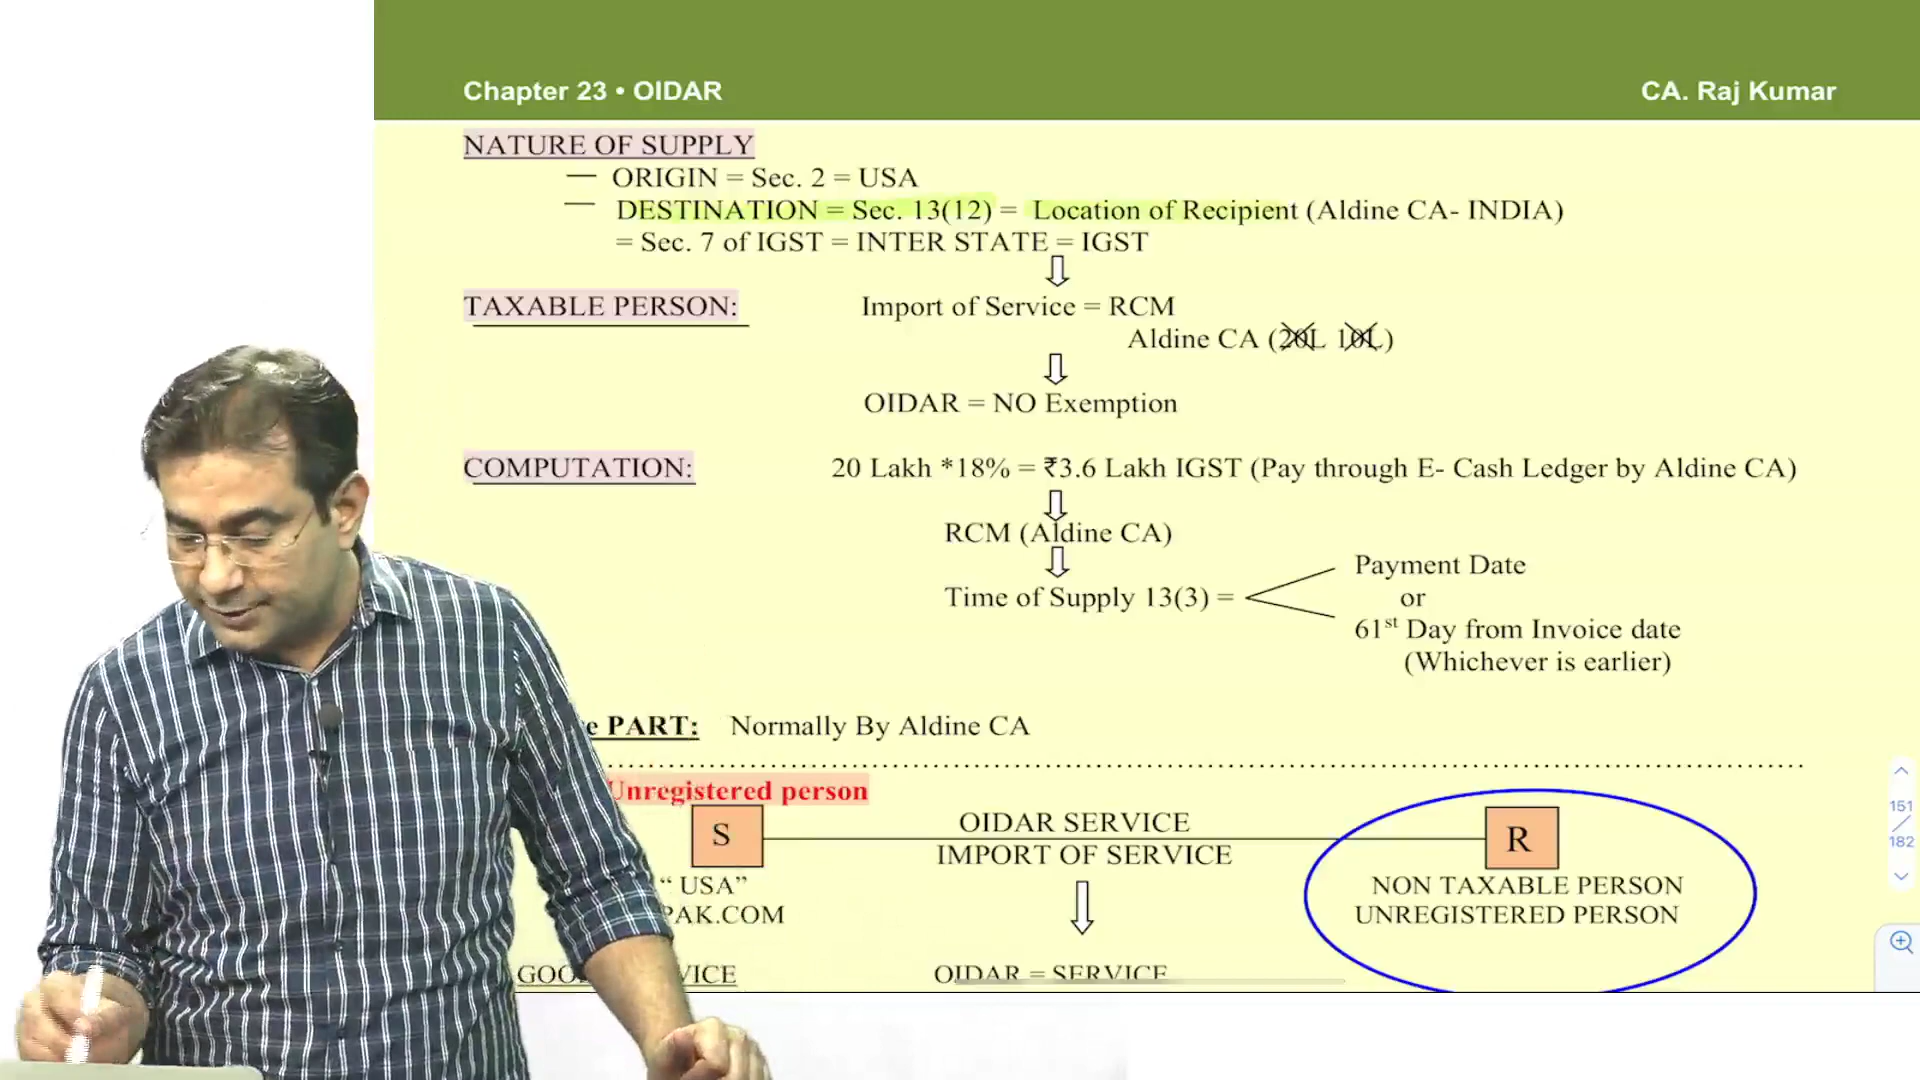 Chapter 23 • OIDAR
CA. Raj Kumar
NATURE OF SUPPLY
— ORIGIN = Sec. 2 = USA
— DESTINATION = Sec. 13(12) = Location of Recipient (Aldine CA- INDIA)
= Sec. 7 of IGST = INTER STATE = IGST
TAXABLE PERSON: Import of Service = RCM
Aldine CA (20L 10L)
OIDAR = NO Exemption
COMPUTATION: 20 Lakh *18% = ₹3.6 Lakh IGST (Pay through E- Cash Ledger by Aldine CA)
RCM (Aldine CA)
Time of Supply 13(3) =
Payment Date
or
61st Day from Invoice date
(Whichever is earlier)
PART: Normally By Aldine CA
Unregistered person
S
OIDAR SERVICE
IMPORT OF SERVICE
R
“ USA”
PAK.COM
NON TAXABLE PERSON
UNREGISTERED PERSON
OIDAR = SERVICE
151
182